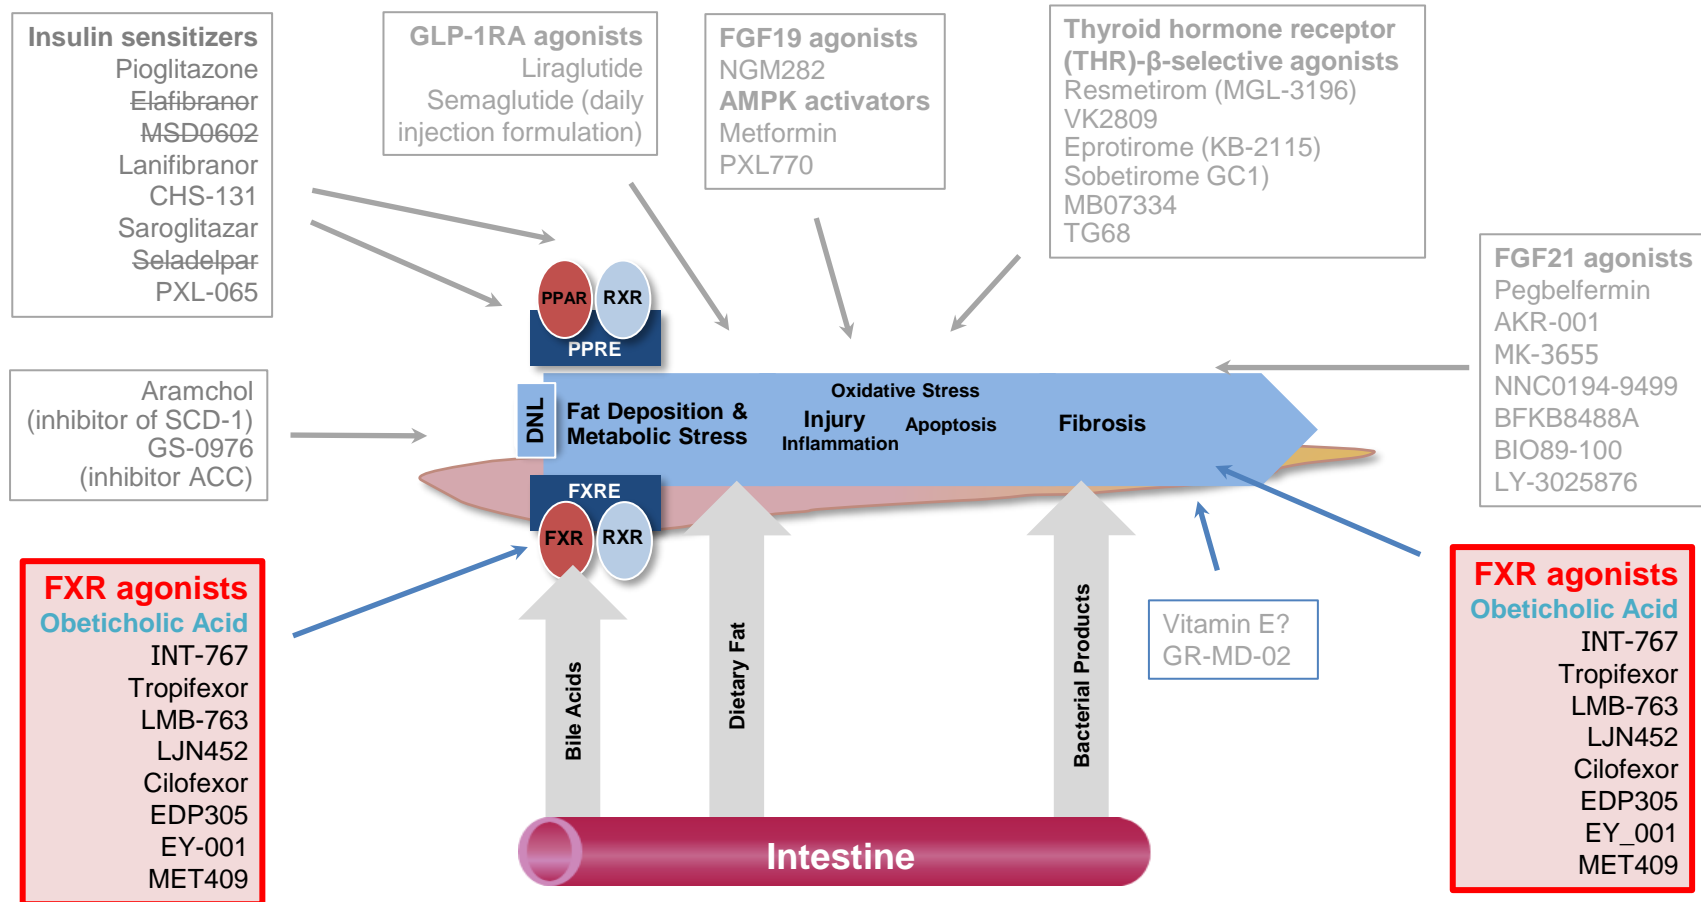 Insulin sensitizers
Pioglitazone
Elafibranor
MSD0602
Lanifibranor
CHS-131
Saroglitazar
Seladelpar
PXL-065
GLP-1RA agonists
Liraglutide
Semaglutide (daily
injection formulation)
FGF19 agonists
NGM282
AMPK activators
Metformin
PXL770
Thyroid hormone receptor
(THR)-β-selective agonists
Resmetirom (MGL-3196)
VK2809
Eprotirome (KB-2115)
Sobetirome GC1)
MB07334
TG68
FGF21 agonists
Pegbelfermin
AKR-001
MK-3655
NNC0194-9499
BFKB8488A
BIO89-100
LY-3025876
PPAR
RXR
PPRE
Aramchol
(inhibitor of SCD-1)
GS-0976
(inhibitor ACC)
DNL
Fat Deposition &
Metabolic Stress
Oxidative Stress
Injury
Inflammation
Apoptosis
Fibrosis
FXRE
FXR
RXR
FXR agonists
Obeticholic Acid
INT-767
Tropifexor
LMB-763
LJN452
Cilofexor
EDP305
EY-001
MET409
Bile Acids
Dietary Fat
Bacterial Products
Vitamin E?
GR-MD-02
FXR agonists
Obeticholic Acid
INT-767
Tropifexor
LMB-763
LJN452
Cilofexor
EDP305
EY_001
MET409
Intestine